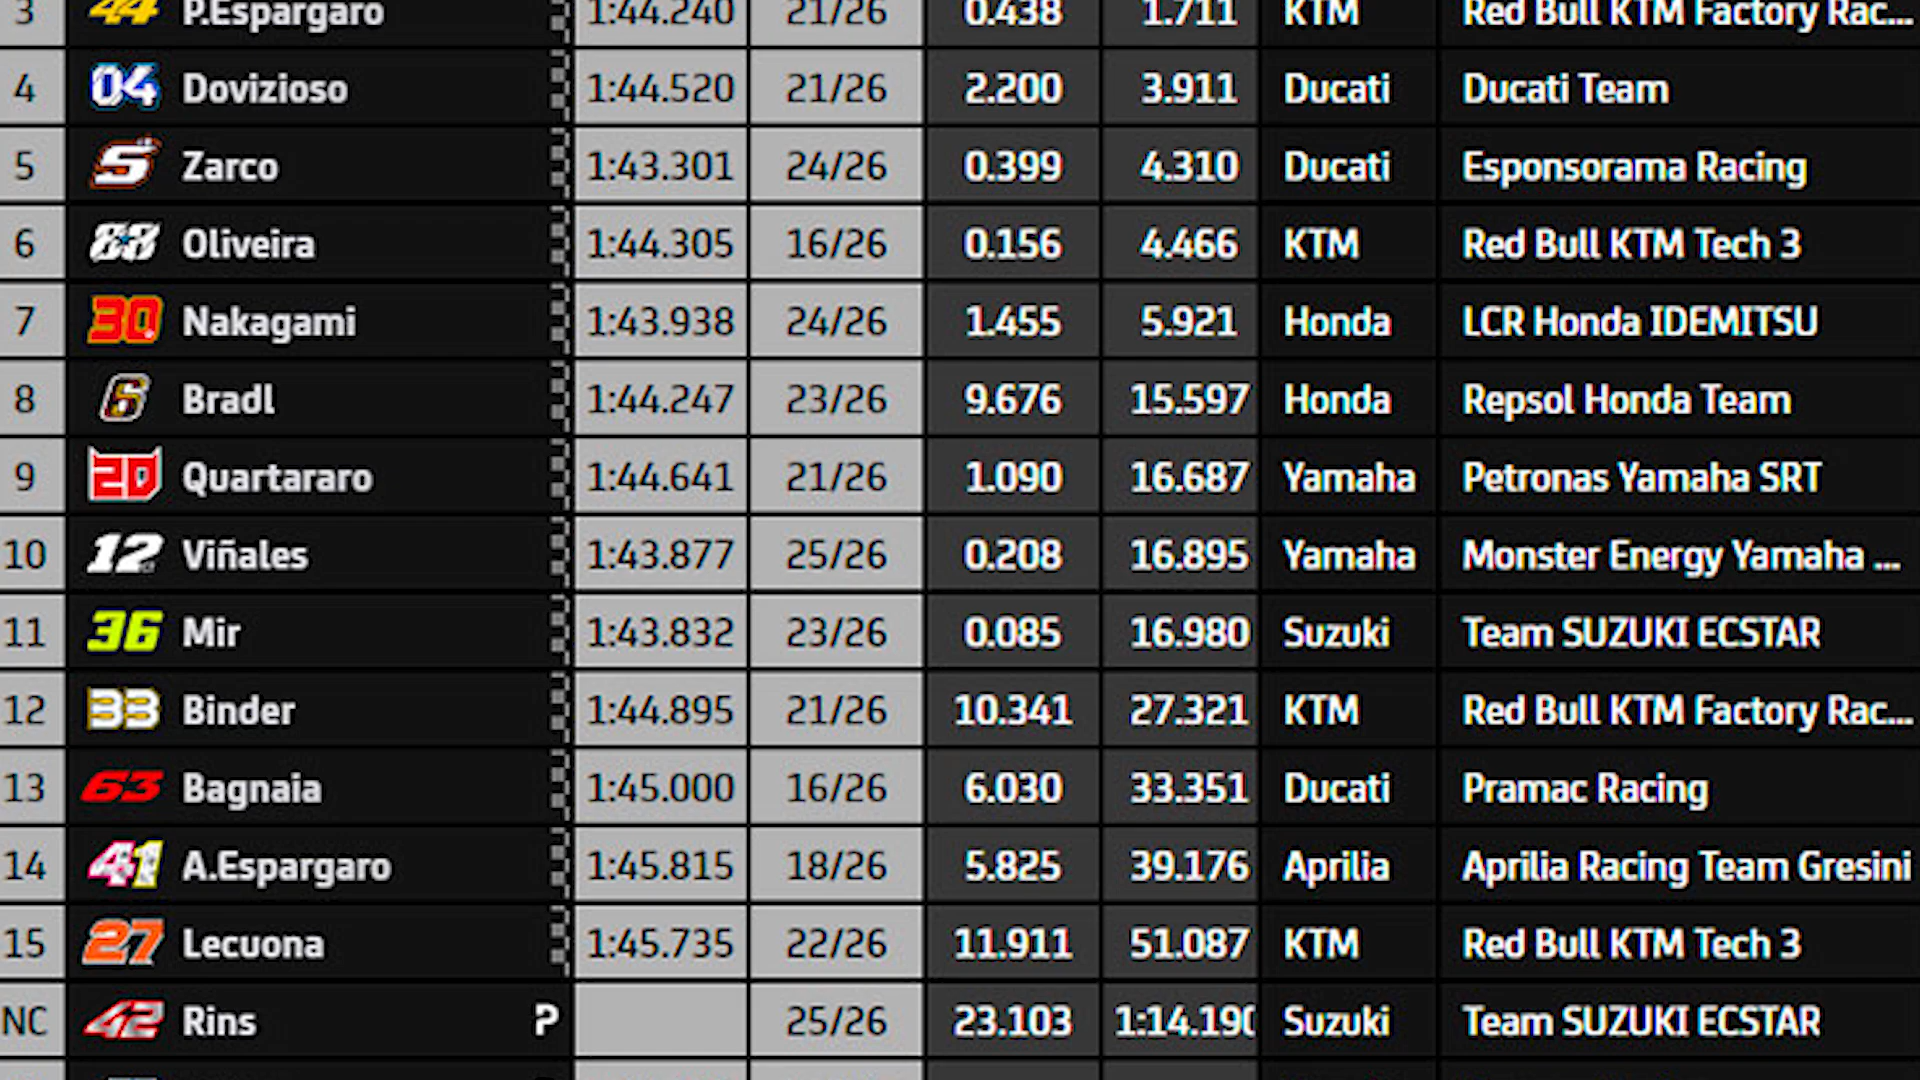 3 44 P.Espargaro 1:44.240 21/26 0.438 1.711 KTM Red Bull KTM Factory Rac...
4 04 Dovizioso 1:44.520 21/26 2.200 3.911 Ducati Ducati Team
5 5 Zarco 1:43.301 24/26 0.399 4.310 Ducati Esponsorama Racing
6 88 Oliveira 1:44.305 16/26 0.156 4.466 KTM Red Bull KTM Tech 3
7 30 Nakagami 1:43.938 24/26 1.455 5.921 Honda LCR Honda IDEMITSU
8 6 Bradl 1:44.247 23/26 9.676 15.597 Honda Repsol Honda Team
9 20 Quartararo 1:44.641 21/26 1.090 16.687 Yamaha Petronas Yamaha SRT
10 12 Viñales 1:43.877 25/26 0.208 16.895 Yamaha Monster Energy Yamaha ...
11 36 Mir 1:43.832 23/26 0.085 16.980 Suzuki Team SUZUKI ECSTAR
12 33 Binder 1:44.895 21/26 10.341 27.321 KTM Red Bull KTM Factory Rac...
13 63 Bagnaia 1:45.000 16/26 6.030 33.351 Ducati Pramac Racing
14 41 A.Espargaro 1:45.815 18/26 5.825 39.176 Aprilia Aprilia Racing Team Gresini
15 27 Lecuona 1:45.735 22/26 11.911 51.087 KTM Red Bull KTM Tech 3
NC 42 Rins P 25/26 23.103 1:14.190 Suzuki Team SUZUKI ECSTAR